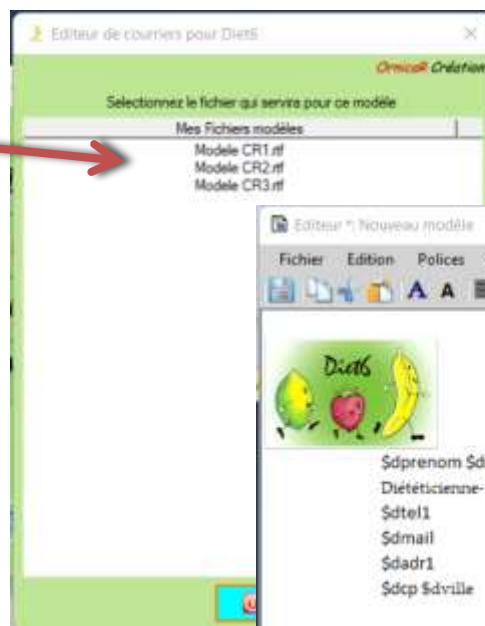 Editeur de courriers pour Diet6
OrnicaR Création
Selectionnez le fichier qui servira pour ce modèle
Mes Fichiers modèles
Modele CR1.rtf
Modele CR2.rtf
Modele CR3.rtf
Editeur *: Nouveau modèle
Fichier Edition Polices
A A
Diet6
$dprenom $d
Diététicienne-
$dtel1
$dmail
$dadr1
$dcp $dville